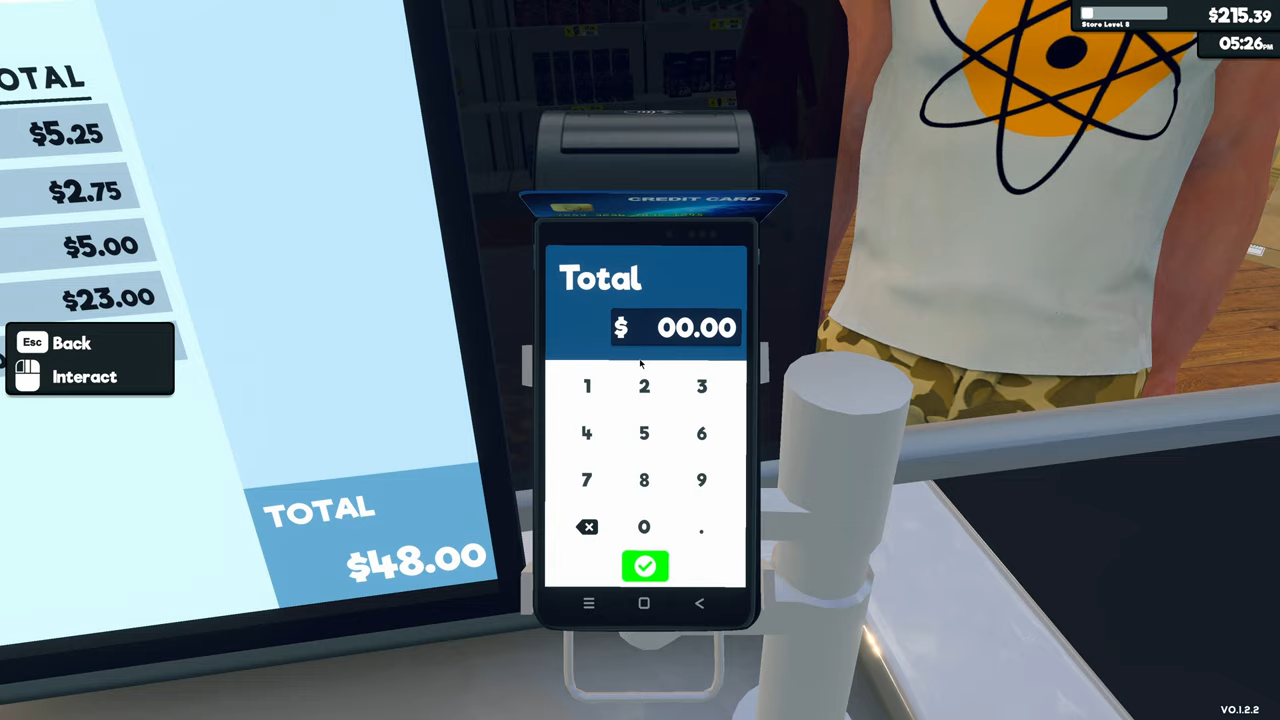 $215.39
Store Level 8
05:26PM
OTAL
$5.25
$2.75
$5.00
$23.00
Esc Back
Interact
TOTAL
$48.00
CREDIT CARD
Total
$ 00.00
1 2 3
4 5 6
7 8 9
0 .
V0.1.2.2